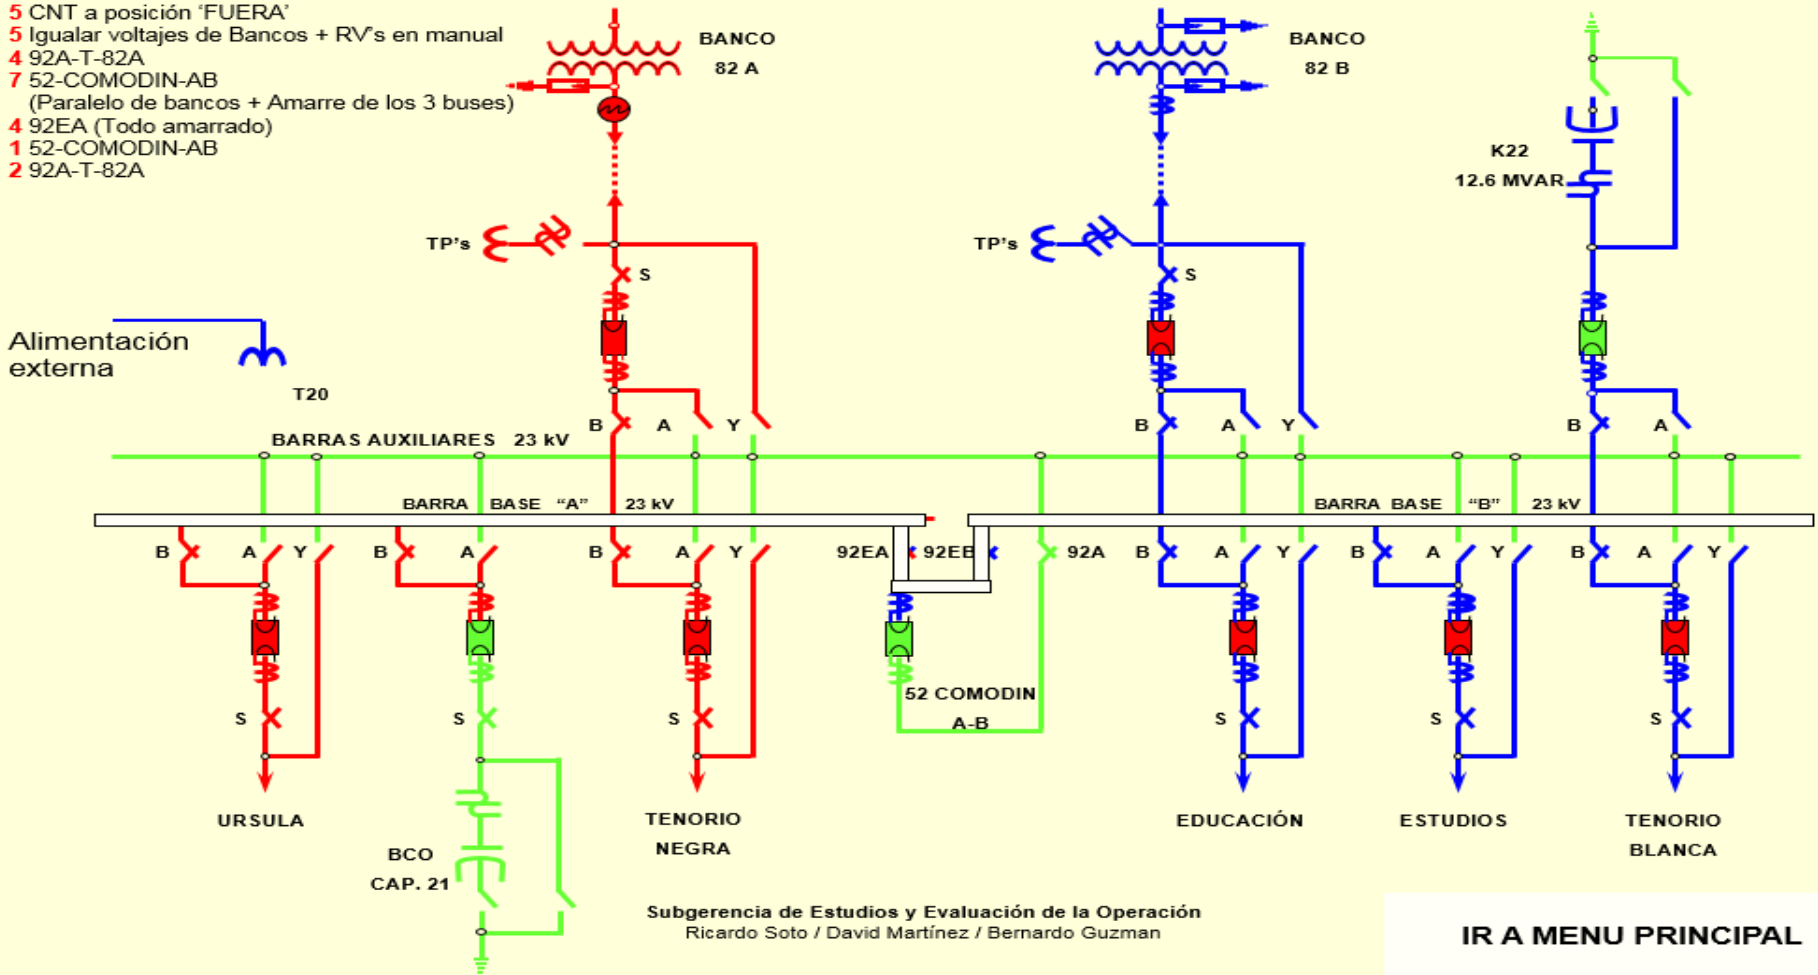 5 CNT a posición ‘FUERA’
5 Igualar voltajes de Bancos + RV's en manual
4 92A-T-82A
7 52-COMODIN-AB
(Paralelo de bancos + Amarre de los 3 buses)
4 92EA (Todo amarrado)
1 52-COMODIN-AB
2 92A-T-82A
BANCO
82 A
BANCO
82 B
K22
12.6 MVAR
TP's
TP's
S
S
Alimentación
externa
T20
B A Y
B A Y
B A
BARRAS AUXILIARES 23 kV
BARRA BASE “A” 23 kV
BARRA BASE “B” 23 kV
B A Y
B A
B A Y
92EA 92EB 92A
B A Y
B A Y
B A Y
52 COMODIN
A-B
S
S
S
S
S
S
URSULA
BCO
CAP. 21
TENORIO
NEGRA
EDUCACIÓN
ESTUDIOS
TENORIO
BLANCA
Subgerencia de Estudios y Evaluación de la Operación
Ricardo Soto / David Martínez / Bernardo Guzman
IR A MENU PRINCIPAL